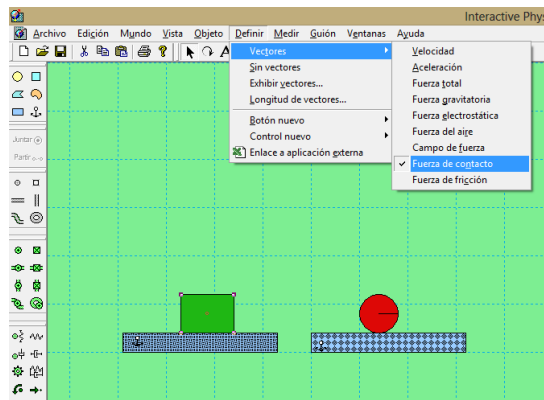 Interactive Phys
Archivo Edición Mundo Vista Objeto Definir Medir Guión Ventanas Ayuda
A
Vectores
Sin vectores
Exhibir vectores...
Longitud de vectores...
Botón nuevo
Control nuevo
Enlace a aplicación externa
Velocidad
Aceleración
Fuerza total
Fuerza gravitatoria
Fuerza electrostática
Fuerza del aire
Campo de fuerza
Fuerza de contacto
Fuerza de fricción
Juntar
Partir